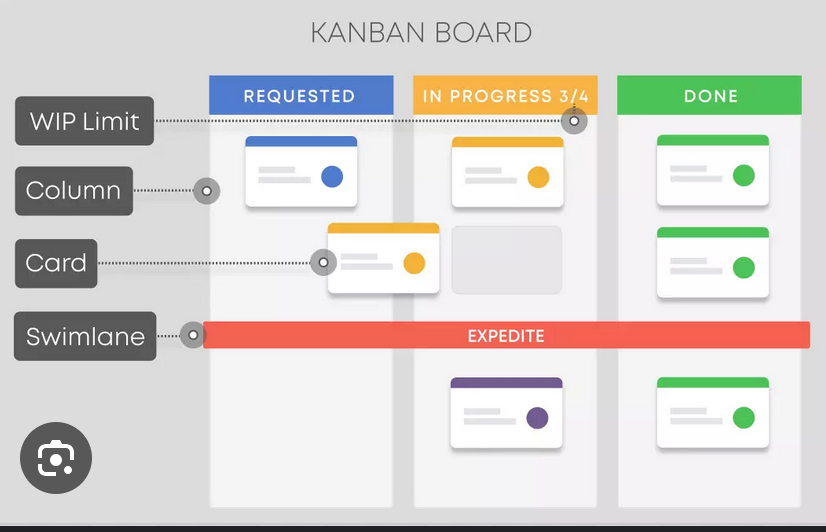 KANBAN BOARD
REQUESTED
IN PROGRESS 3/4
DONE
WIP Limit
Column
Card
Swimlane
EXPEDITE